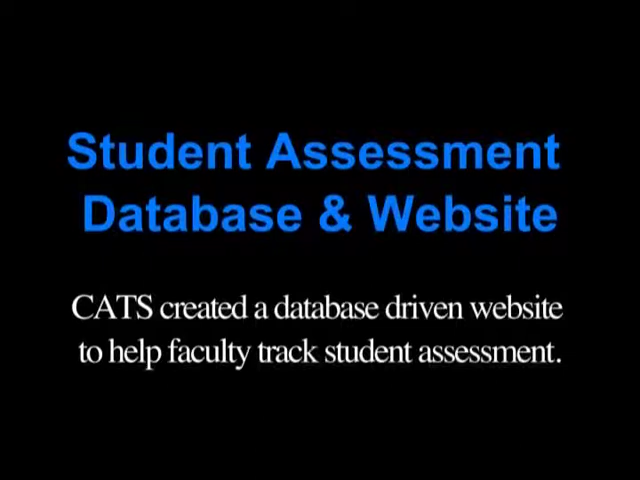 Student Assessment
Database & Website
CATS created a database driven website
to help faculty track student assessment.